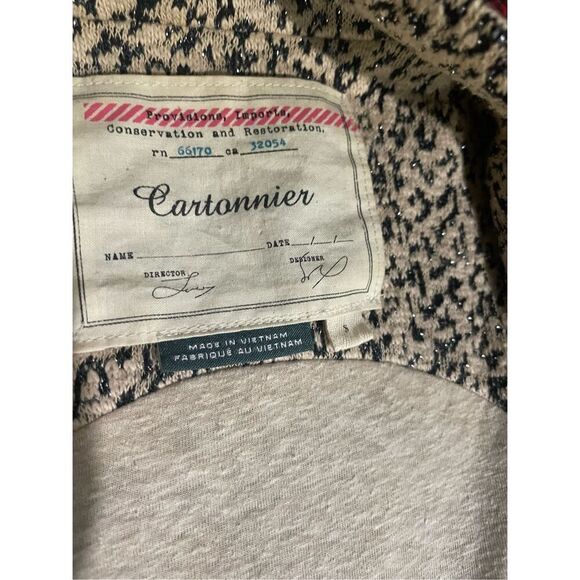 Provisions, Imports,
Conservation and Restoration.
rn 66170 ca 32054
Cartonnier
NAME DATE / /
DIRECTOR DESIGNER
S
MADE IN VIETNAM
FABRIQUÉ AU VIETNAM